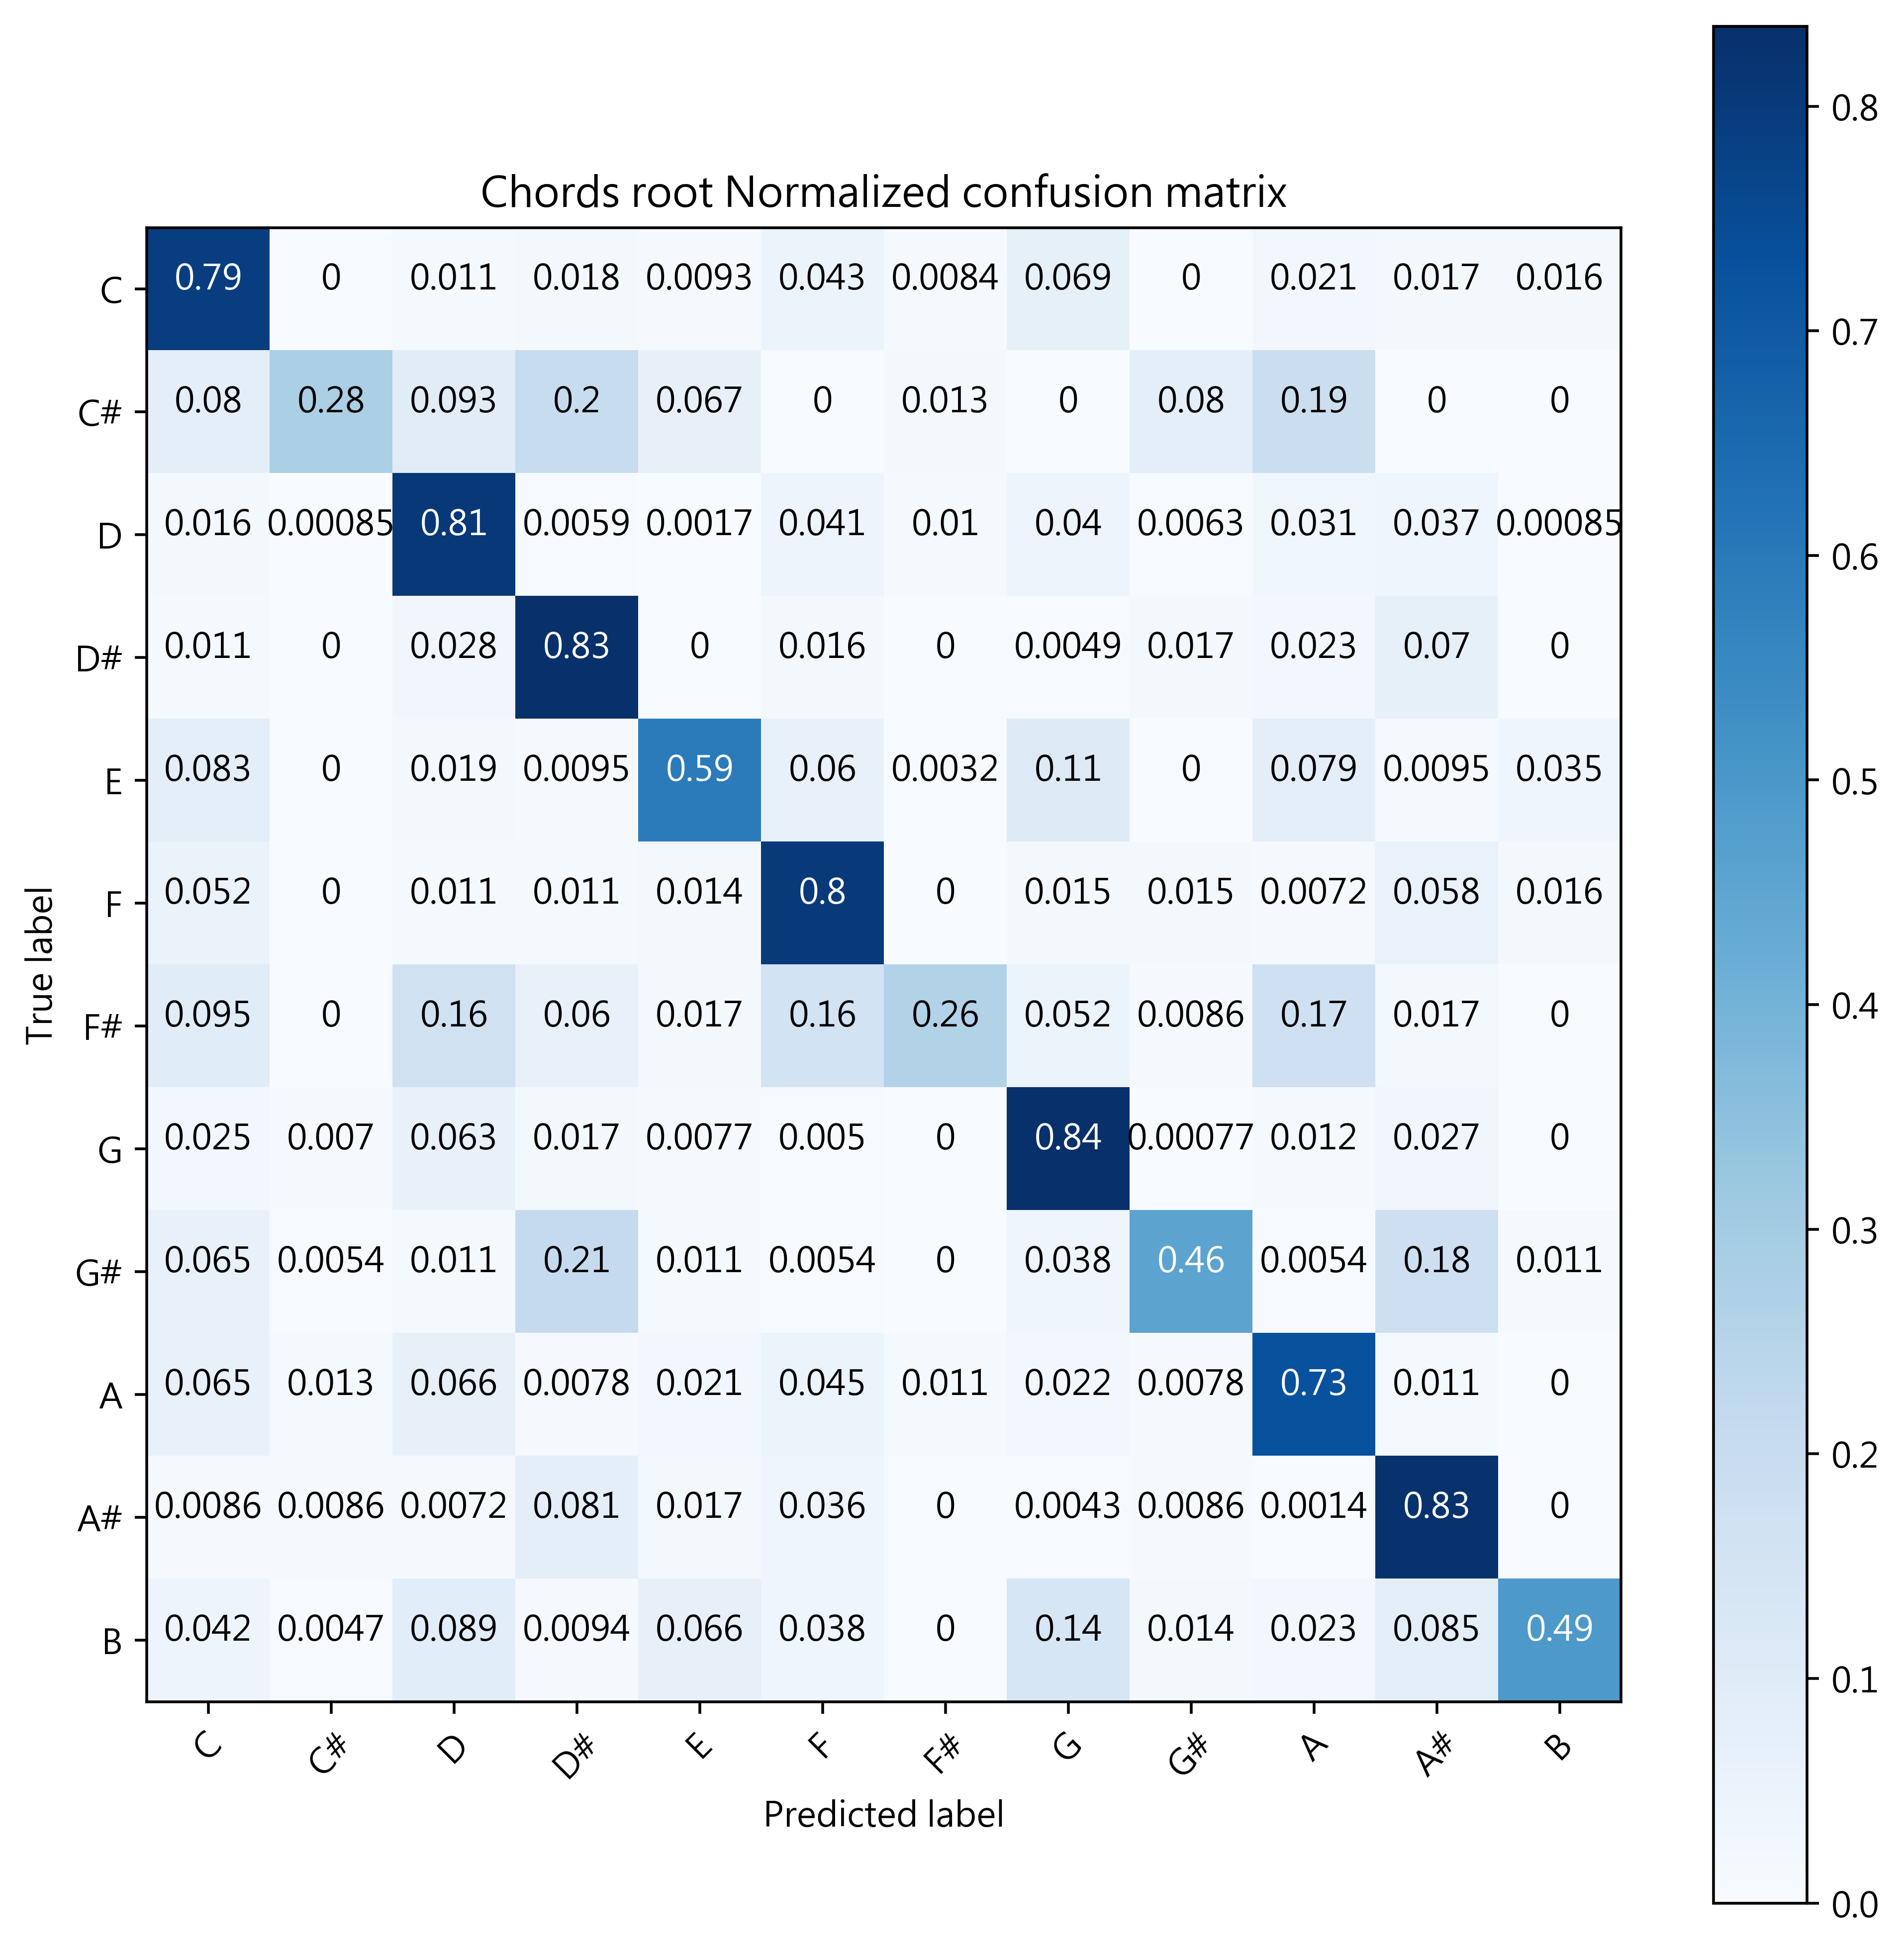 Chords root Normalized confusion matrix
True label
C 0.79 0 0.011 0.018 0.0093 0.043 0.0084 0.069 0 0.021 0.017 0.016
C# 0.08 0.28 0.093 0.2 0.067 0 0.013 0 0.08 0.19 0 0
D 0.016 0.00085 0.81 0.0059 0.0017 0.041 0.01 0.04 0.0063 0.031 0.037 0.00085
D# 0.011 0 0.028 0.83 0 0.016 0 0.0049 0.017 0.023 0.07 0
E 0.083 0 0.019 0.0095 0.59 0.06 0.0032 0.11 0 0.079 0.0095 0.035
F 0.052 0 0.011 0.011 0.014 0.8 0 0.015 0.015 0.0072 0.058 0.016
F# 0.095 0 0.16 0.06 0.017 0.16 0.26 0.052 0.0086 0.17 0.017 0
G 0.025 0.007 0.063 0.017 0.0077 0.005 0 0.84 0.00077 0.012 0.027 0
G# 0.065 0.0054 0.011 0.21 0.011 0.0054 0 0.038 0.46 0.0054 0.18 0.011
A 0.065 0.013 0.066 0.0078 0.021 0.045 0.011 0.022 0.0078 0.73 0.011 0
A# 0.0086 0.0086 0.0072 0.081 0.017 0.036 0 0.0043 0.0086 0.0014 0.83 0
B 0.042 0.0047 0.089 0.0094 0.066 0.038 0 0.14 0.014 0.023 0.085 0.49
C C# D D# E F F# G G# A A# B
Predicted label
0.8
0.7
0.6
0.5
0.4
0.3
0.2
0.1
0.0